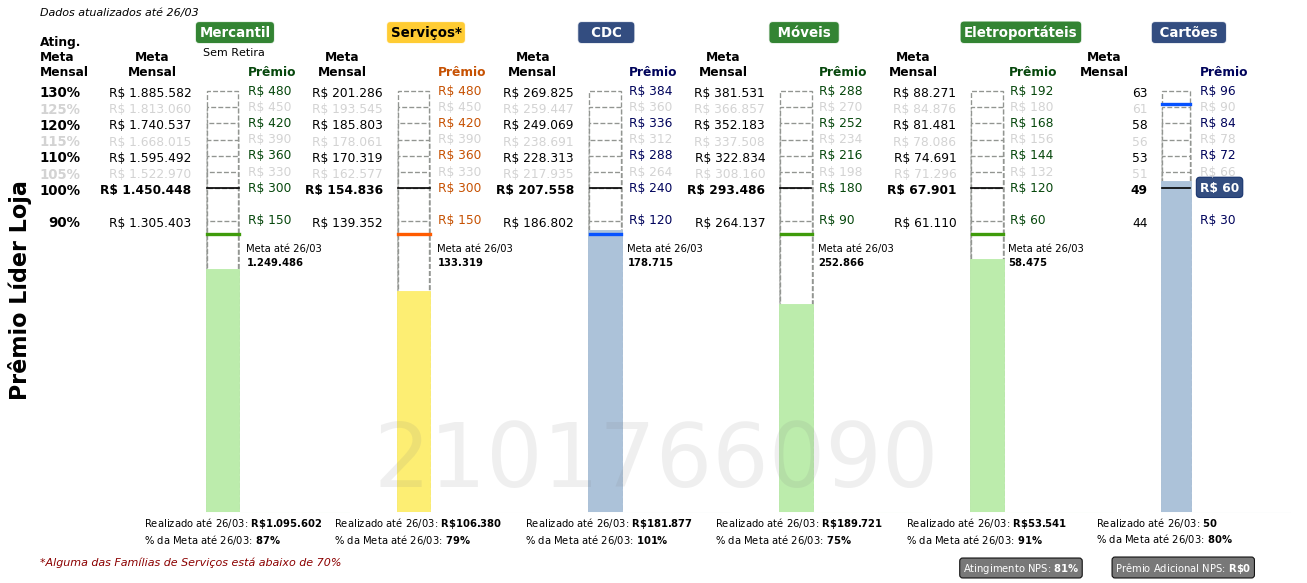 Dados atualizados até 26/03
Mercantil Serviços* CDC Móveis Eletroportáteis Cartões
Sem Retira
Ating. Meta Mensal Meta Mensal Prêmio Meta Mensal Prêmio Meta Mensal Prêmio Meta Mensal Prêmio Meta Mensal Prêmio Meta Mensal Prêmio
130% R$ 1.885.582 R$ 480 R$ 201.286 R$ 480 R$ 269.825 R$ 384 R$ 381.531 R$ 288 R$ 88.271 R$ 192 63 R$ 96
125% R$ 1.813.060 R$ 450 R$ 193.545 R$ 450 R$ 259.447 R$ 360 R$ 366.857 R$ 270 R$ 84.876 R$ 180 61 R$ 90
120% R$ 1.740.537 R$ 420 R$ 185.803 R$ 420 R$ 249.069 R$ 336 R$ 352.183 R$ 252 R$ 81.481 R$ 168 58 R$ 84
115% R$ 1.668.015 R$ 390 R$ 178.061 R$ 390 R$ 238.691 R$ 312 R$ 337.508 R$ 234 R$ 78.086 R$ 156 56 R$ 78
110% R$ 1.595.492 R$ 360 R$ 170.319 R$ 360 R$ 228.313 R$ 288 R$ 322.834 R$ 216 R$ 74.691 R$ 144 53 R$ 72
105% R$ 1.522.970 R$ 330 R$ 162.577 R$ 330 R$ 217.935 R$ 264 R$ 308.160 R$ 198 R$ 71.296 R$ 132 51 R$ 66
100% R$ 1.450.448 R$ 300 R$ 154.836 R$ 300 R$ 207.558 R$ 240 R$ 293.486 R$ 180 R$ 67.901 R$ 120 49 R$ 60
90% R$ 1.305.403 R$ 150 R$ 139.352 R$ 150 R$ 186.802 R$ 120 R$ 264.137 R$ 90 R$ 61.110 R$ 60 44 R$ 30
Meta até 26/03 Meta até 26/03 Meta até 26/03 Meta até 26/03 Meta até 26/03
1.249.486 133.319 178.715 252.866 58.475
Prêmio Líder Loja
2101766090
Realizado até 26/03: R$1.095.602 Realizado até 26/03: R$106.380 Realizado até 26/03: R$181.877 Realizado até 26/03: R$189.721 Realizado até 26/03: R$53.541 Realizado até 26/03: 50
% da Meta até 26/03: 87% % da Meta até 26/03: 79% % da Meta até 26/03: 101% % da Meta até 26/03: 75% % da Meta até 26/03: 91% % da Meta até 26/03: 80%
*Alguma das Famílias de Serviços está abaixo de 70%
Atingimento NPS: 81% Prêmio Adicional NPS: R$0